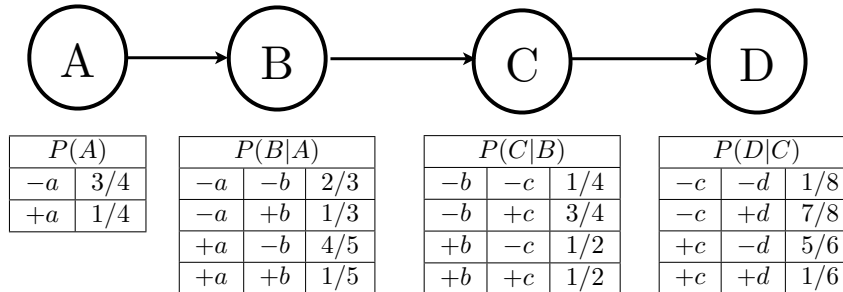 A B C D
P(A) P(B|A) P(C|B) P(D|C)
−a 3/4 −a −b 2/3 −b −c 1/4 −c −d 1/8
+a 1/4 −a +b 1/3 −b +c 3/4 −c +d 7/8
+a −b 4/5 +b −c 1/2 +c −d 5/6
+a +b 1/5 +b +c 1/2 +c +d 1/6